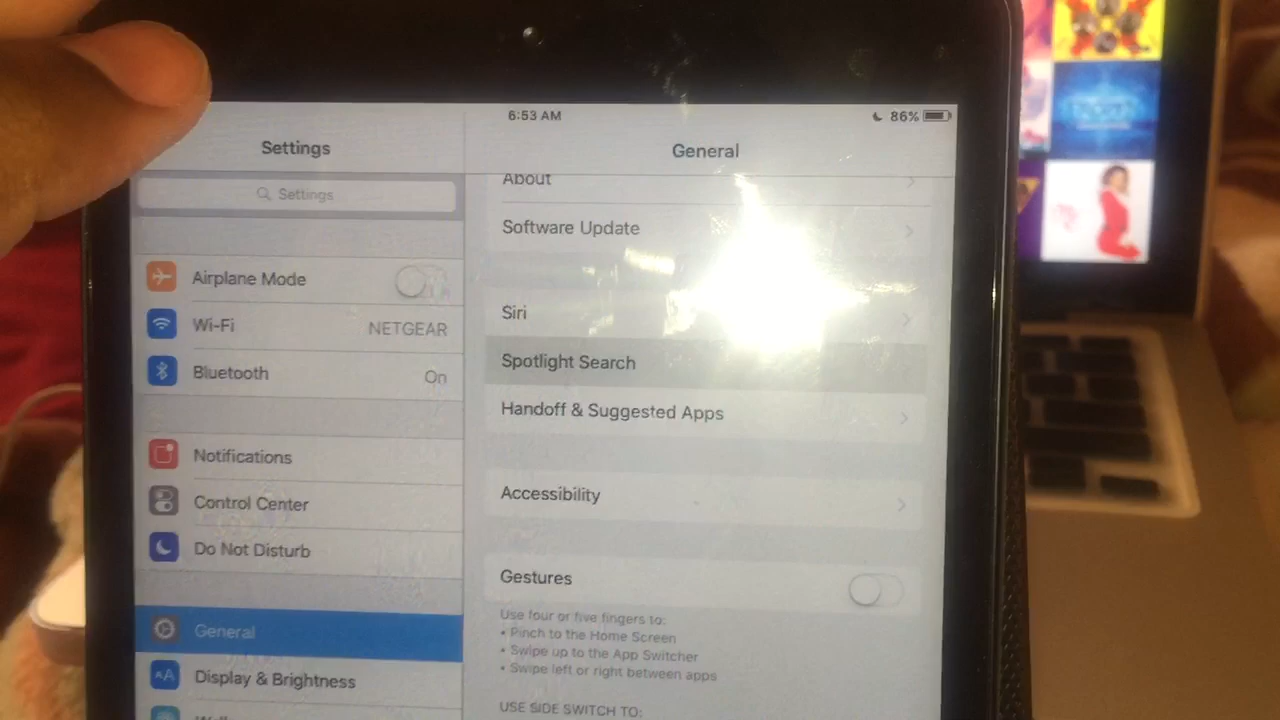 6:53 AM
86%
Settings
General
Settings
About
Software Update
Airplane Mode
Siri
Wi-Fi
NETGEAR
Spotlight Search
Bluetooth
On
Handoff & Suggested Apps
Notifications
Accessibility
Control Center
Do Not Disturb
Gestures
Use four or five fingers to:
• Pinch to the Home Screen
• Swipe up to the App Switcher
• Swipe left or right between apps
General
AA
Display & Brightness
USE SIDE SWITCH TO: